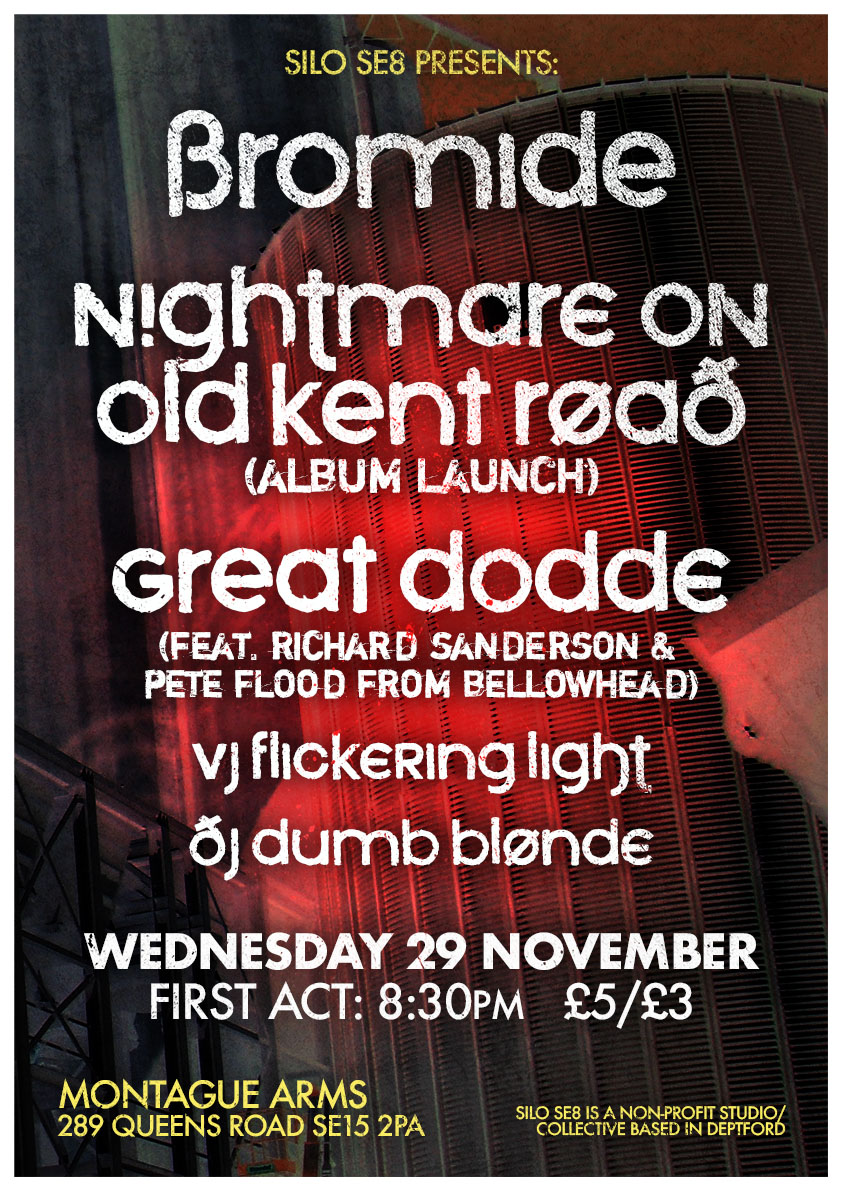 SILO SE8 PRESENTS:
Bromide
N!ghtmare on
old kent røað
(ALBUM LAUNCH)
Great dodde
(FEAT. RICHARD SANDERSON &
PETE FLOOD FROM BELLOWHEAD)
vj flickering light
ðj dumb blønde
WEDNESDAY 29 NOVEMBER
FIRST ACT: 8:30PM £5/£3
MONTAGUE ARMS
289 QUEENS ROAD SE15 2PA
SILO SE8 IS A NON-PROFIT STUDIO/
COLLECTIVE BASED IN DEPTFORD